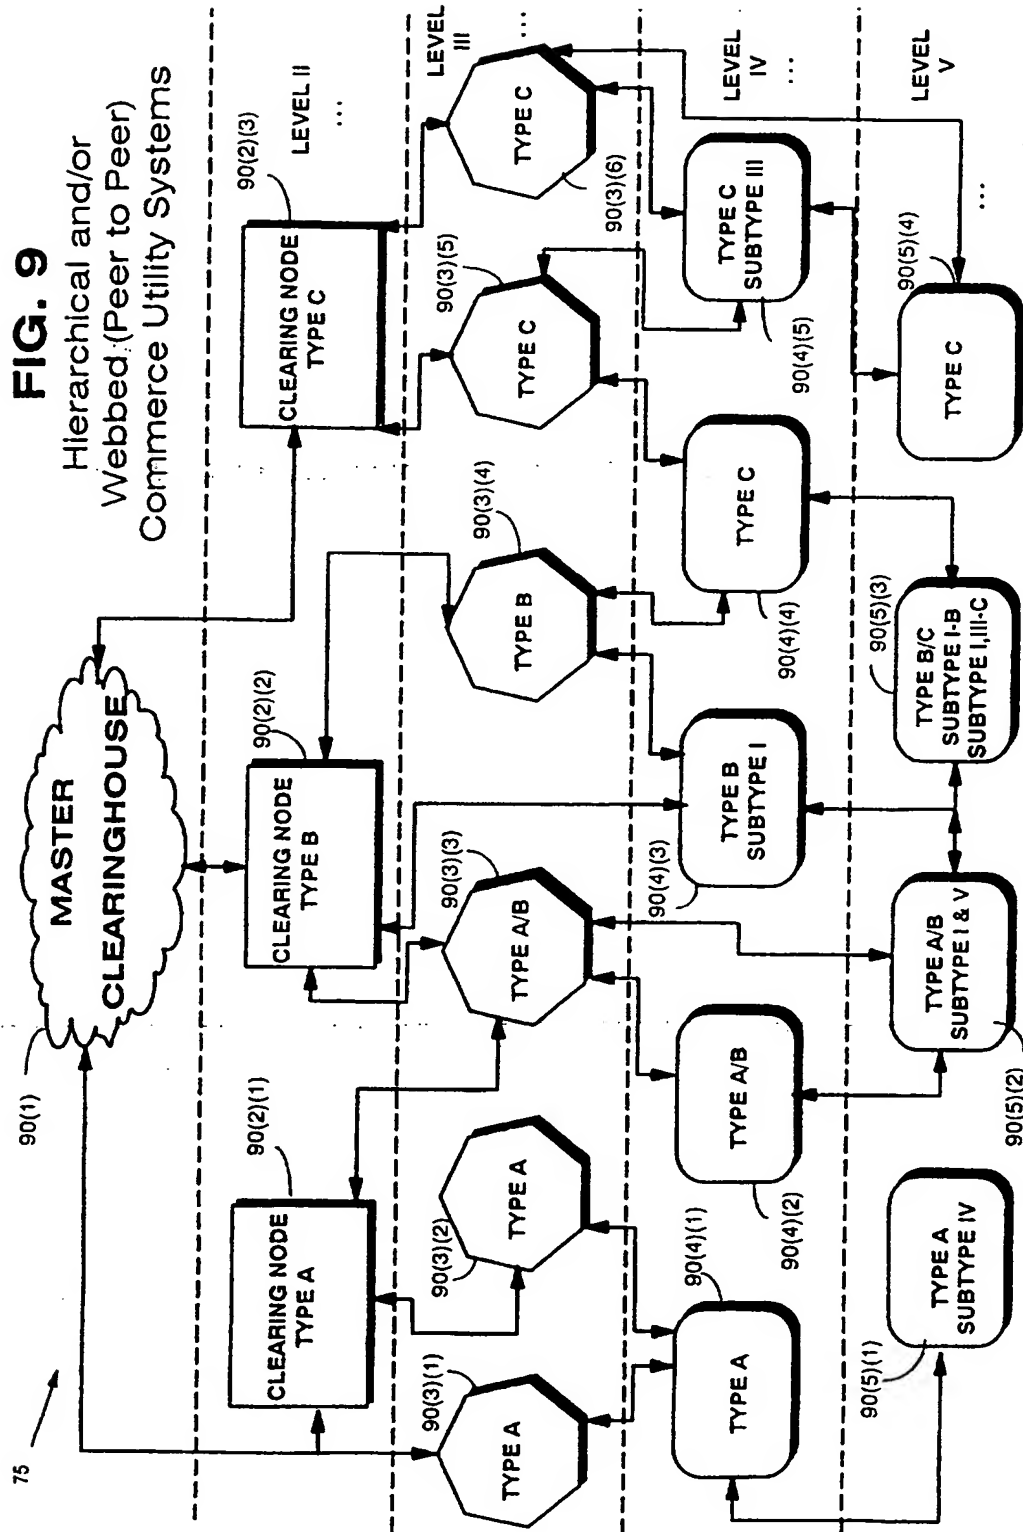 FIG. 9
Hierarchical and/or
Webbed (Peer to Peer)
Commerce Utility Systems
75
90(1)
MASTER
CLEARINGHOUSE
LEVEL II
...
90(2)(1)
CLEARING NODE
TYPE A
90(2)(2)
CLEARING NODE
TYPE B
90(2)(3)
CLEARING NODE
TYPE C
LEVEL
III
...
90(3)(1)
TYPE A
90(3)(2)
TYPE A
90(3)(3)
TYPE A/B
90(3)(4)
TYPE B
90(3)(5)
TYPE C
90(3)(6)
TYPE C
LEVEL
IV
...
90(4)(1)
TYPE A
90(4)(2)
TYPE A/B
90(4)(3)
TYPE B
SUBTYPE I
90(4)(4)
TYPE C
90(4)(5)
TYPE C
SUBTYPE III
LEVEL
V
...
90(5)(1)
TYPE A
SUBTYPE IV
90(5)(2)
TYPE A/B
SUBTYPE I & V
90(5)(3)
TYPE B/C
SUBTYPE I-B
SUBTYPE I,III-C
90(5)(4)
TYPE C